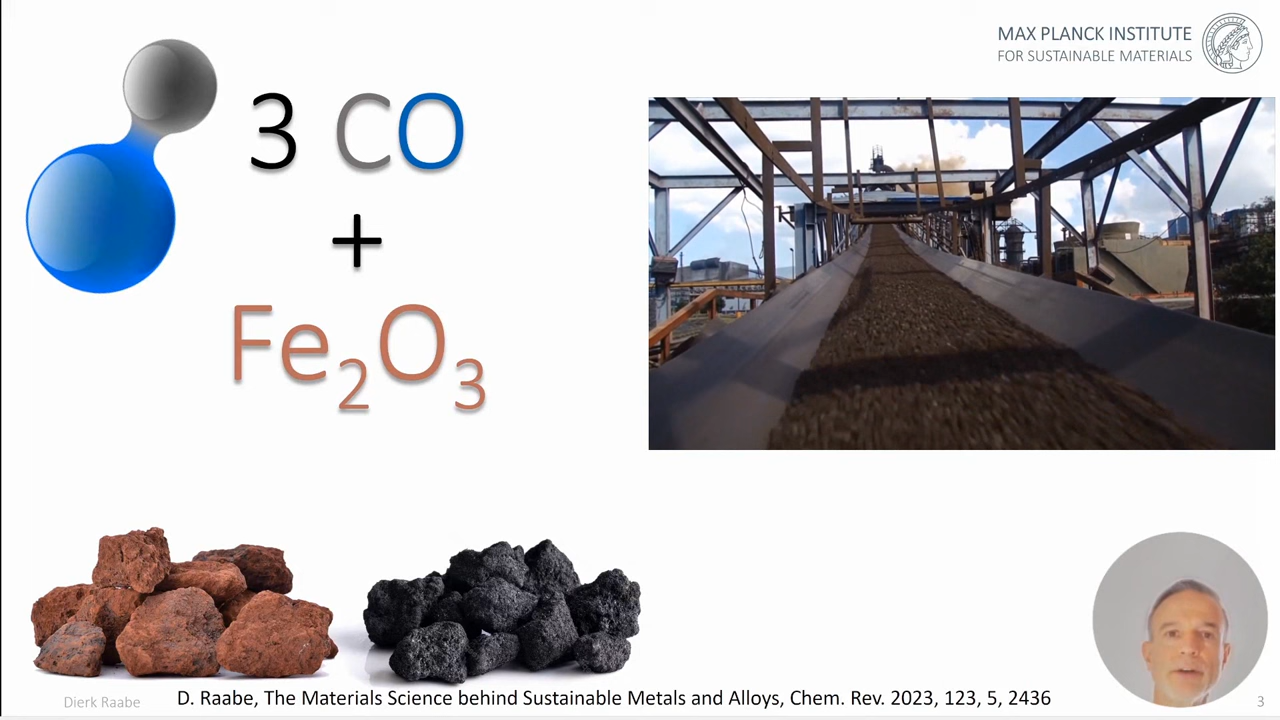 MAX PLANCK INSTITUTE
FOR SUSTAINABLE MATERIALS
3 CO
+
Fe₂O₃
Dierk Raabe
D. Raabe, The Materials Science behind Sustainable Metals and Alloys, Chem. Rev. 2023, 123, 5, 2436
3